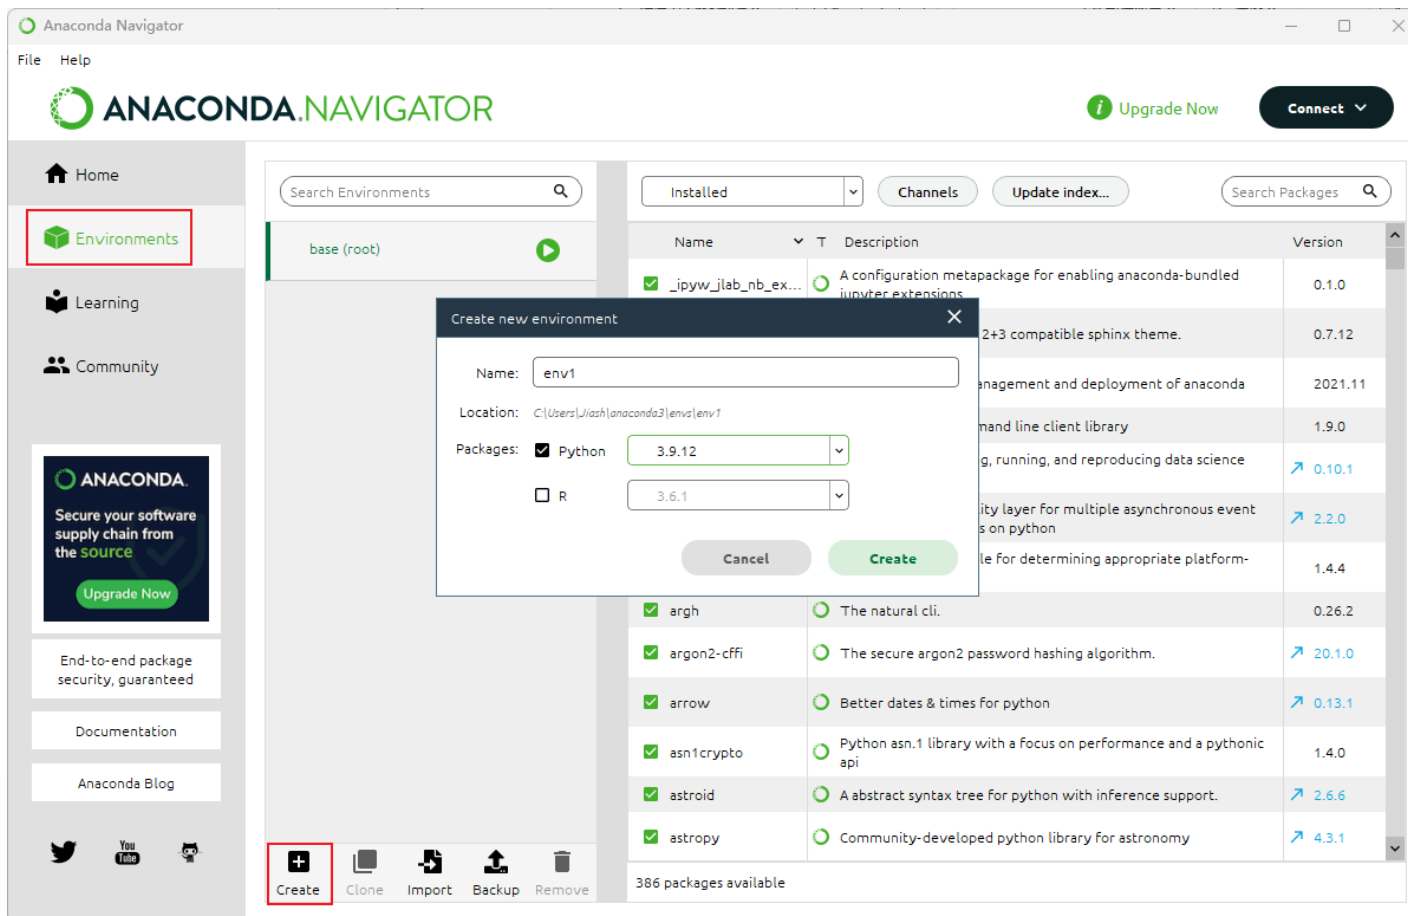 Anaconda Navigator
File Help
ANACONDA.NAVIGATOR
i Upgrade Now
Connect
Home
Environments
Learning
Community
ANACONDA.
Secure your software
supply chain from
the source
Upgrade Now
End-to-end package
security, guaranteed
Documentation
Anaconda Blog
You
Tube
Search Environments
base (root)
Create Clone Import Backup Remove
Installed Channels Update index... Search Packages
Name T Description Version
_ipyw_jlab_nb_ex... A configuration metapackage for enabling anaconda-bundled
jupyter extensions 0.1.0
2+3 compatible sphinx theme. 0.7.12
management and deployment of anaconda 2021.11
mand line client library 1.9.0
g, running, and reproducing data science 0.10.1
ity layer for multiple asynchronous event
s on python 2.2.0
le for determining appropriate platform- 1.4.4
argh The natural cli. 0.26.2
argon2-cffi The secure argon2 password hashing algorithm. 20.1.0
arrow Better dates & times for python 0.13.1
asn1crypto Python asn.1 library with a focus on performance and a pythonic
api 1.4.0
astroid A abstract syntax tree for python with inference support. 2.6.6
astropy Community-developed python library for astronomy 4.3.1
386 packages available
Create new environment
Name: env1
Location: C:\Users\Jiash\anaconda3\envs\env1
Packages: Python 3.9.12
R 3.6.1
Cancel Create